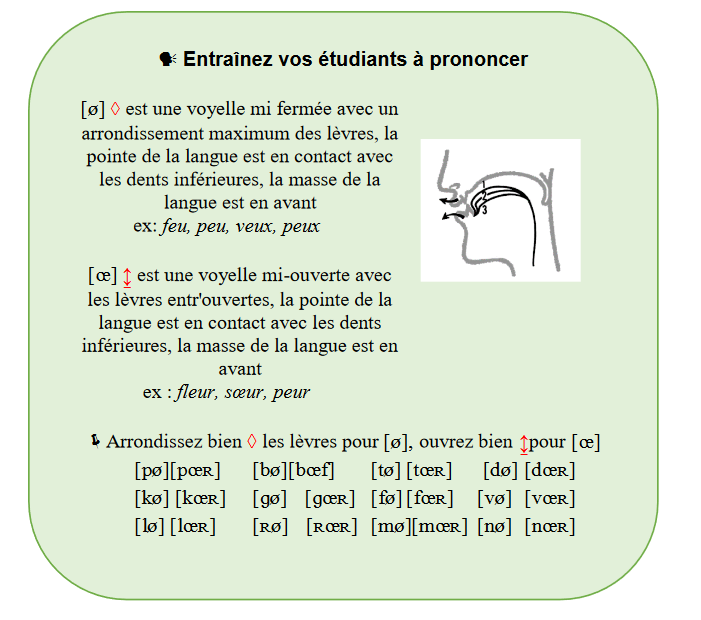 🗣 Entraînez vos étudiants à prononcer
[ø] ◊ est une voyelle mi fermée avec un
arrondissement maximum des lèvres, la
pointe de la langue est en contact avec
les dents inférieures, la masse de la
langue est en avant
ex: feu, peu, veux, peux
[œ] ↨ est une voyelle mi-ouverte avec
les lèvres entr'ouvertes, la pointe de la
langue est en contact avec les dents
inférieures, la masse de la langue est en
avant
ex : fleur, sœur, peur
1
3
Arrondissez bien ◊ les lèvres pour [ø], ouvrez bien ↨pour [œ]
[pø][pœʀ] [bø][bœf] [tø] [tœʀ] [dø] [dœʀ]
[kø] [kœʀ] [gø] [gœʀ] [fø] [fœʀ] [vø] [vœʀ]
[lø] [lœʀ] [ʀø] [ʀœʀ] [mø][mœʀ] [nø] [nœʀ]